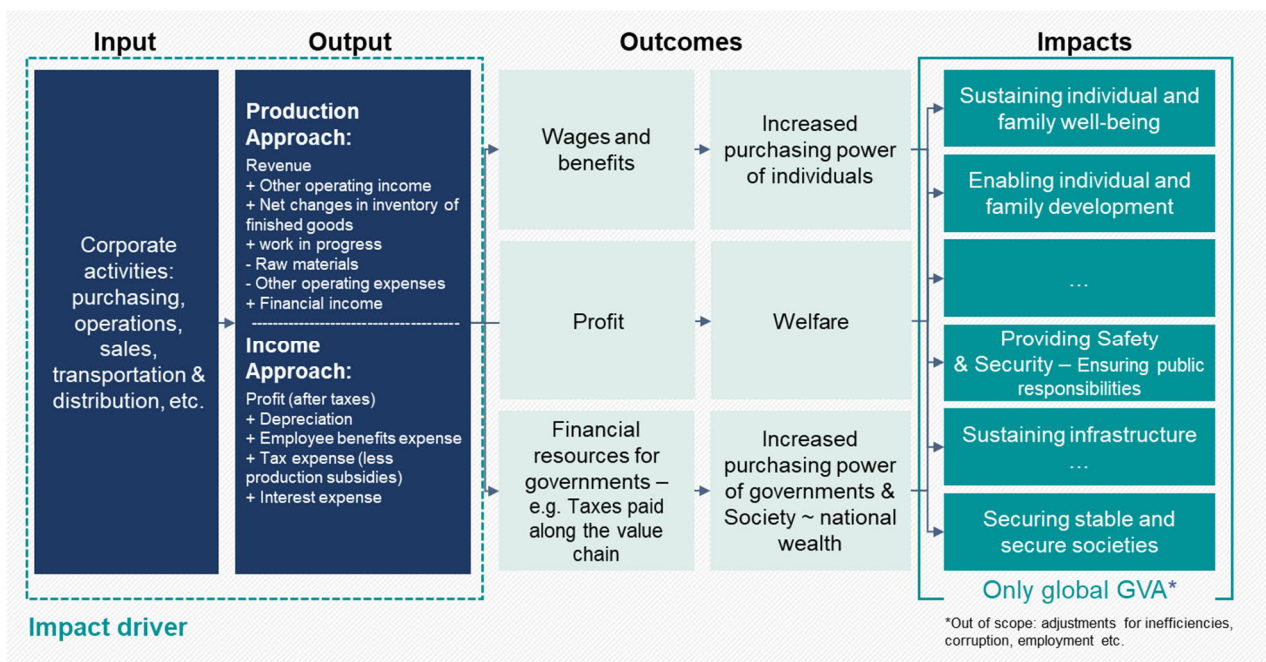 Input
Output
Outcomes
Impacts
Corporate
activities:
purchasing,
operations,
sales,
transportation &
distribution, etc.
Production
Approach:
Revenue
+ Other operating income
+ Net changes in inventory of
finished goods
+ work in progress
- Raw materials
- Other operating expenses
+ Financial income
----------------------------------------
Income
Approach:
Profit (after taxes)
+ Depreciation
+ Employee benefits expense
+ Tax expense (less
production subsidies)
+ Interest expense
Wages and
benefits
Increased
purchasing power
of individuals
Profit
Welfare
Financial
resources for
governments –
e.g. Taxes paid
along the value
chain
Increased
purchasing power
of governments &
Society ~ national
wealth
Sustaining individual and
family well-being
Enabling individual and
family development
...
Providing Safety
& Security – Ensuring public
responsibilities
Sustaining infrastructure
...
Securing stable and
secure societies
Only global GVA*
Impact driver
*Out of scope: adjustments for inefficiencies,
corruption, employment etc.